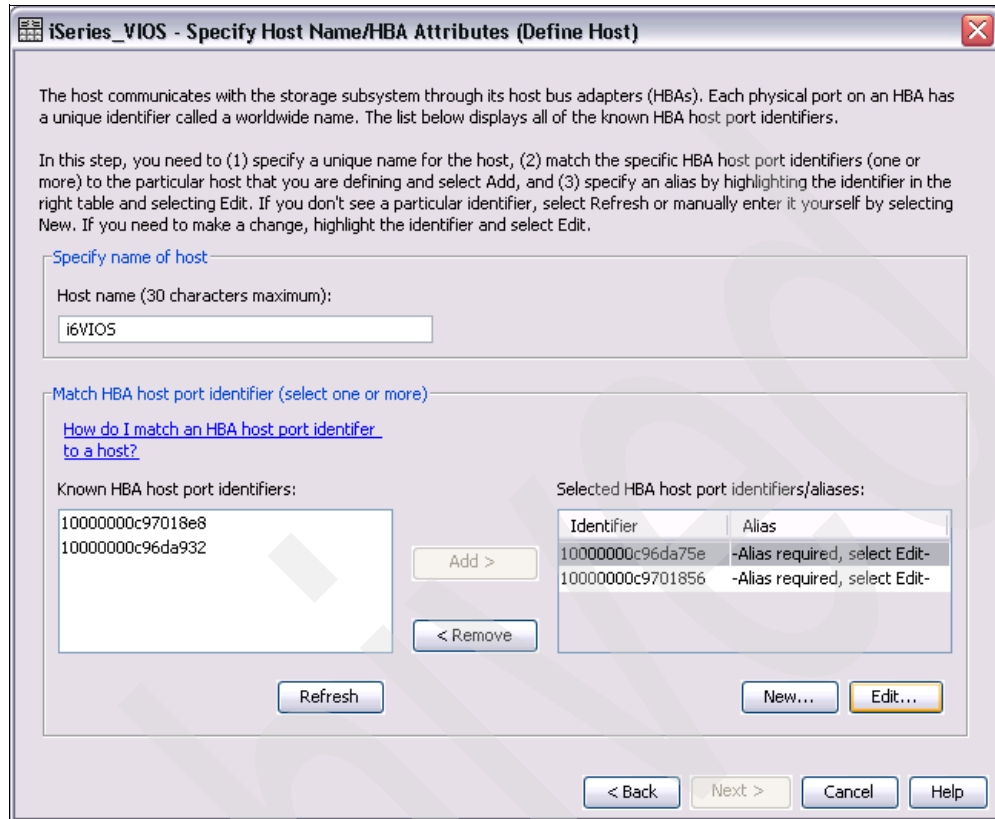 iSeries_VIOS - Specify Host Name/HBA Attributes (Define Host)
The host communicates with the storage subsystem through its host bus adapters (HBAs). Each physical port on an HBA has
a unique identifier called a worldwide name. The list below displays all of the known HBA host port identifiers.
In this step, you need to (1) specify a unique name for the host, (2) match the specific HBA host port identifiers (one or
more) to the particular host that you are defining and select Add, and (3) specify an alias by highlighting the identifier in the
right table and selecting Edit. If you don't see a particular identifier, select Refresh or manually enter it yourself by selecting
New. If you need to make a change, highlight the identifier and select Edit.
Specify name of host
Host name (30 characters maximum):
i6VIOS
Match HBA host port identifier (select one or more)
How do I match an HBA host port identifer
to a host?
Known HBA host port identifiers:
10000000c97018e8
10000000c96da932
Add >
< Remove
Refresh
Selected HBA host port identifiers/aliases:
Identifier Alias
10000000c96da75e -Alias required, select Edit-
10000000c9701856 -Alias required, select Edit-
New... Edit...
< Back Next > Cancel Help